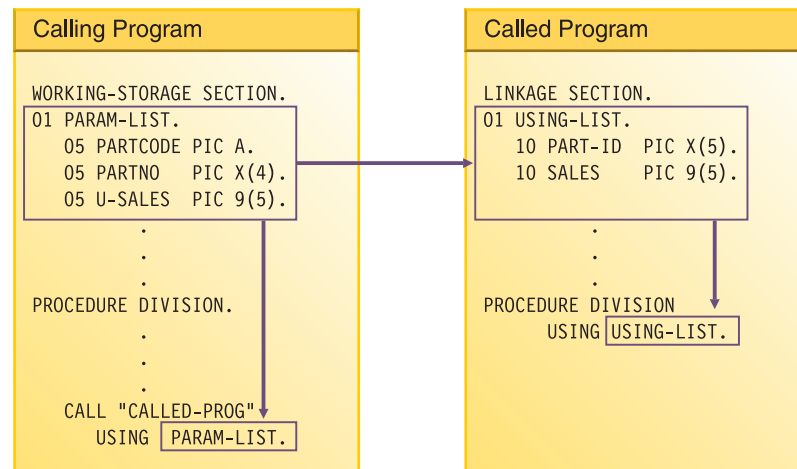 Calling Program
WORKING-STORAGE SECTION.
01 PARAM-LIST.
05 PARTCODE PIC A.
05 PARTNO PIC X(4).
05 U-SALES PIC 9(5).
.
.
.
PROCEDURE DIVISION.
.
.
.
CALL "CALLED-PROG"
USING PARAM-LIST.
Called Program
LINKAGE SECTION.
01 USING-LIST.
10 PART-ID PIC X(5).
10 SALES PIC 9(5).
.
.
.
PROCEDURE DIVISION
USING USING-LIST.